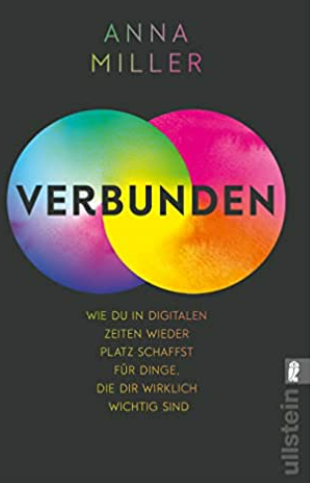 ANNA
MILLER
VERBUNDEN
WIE DU IN DIGITALEN
ZEITEN WIEDER
PLATZ SCHAFFST
FÜR DINGE,
DIE DIR WIRKLICH
WICHTIG SIND
ullstein